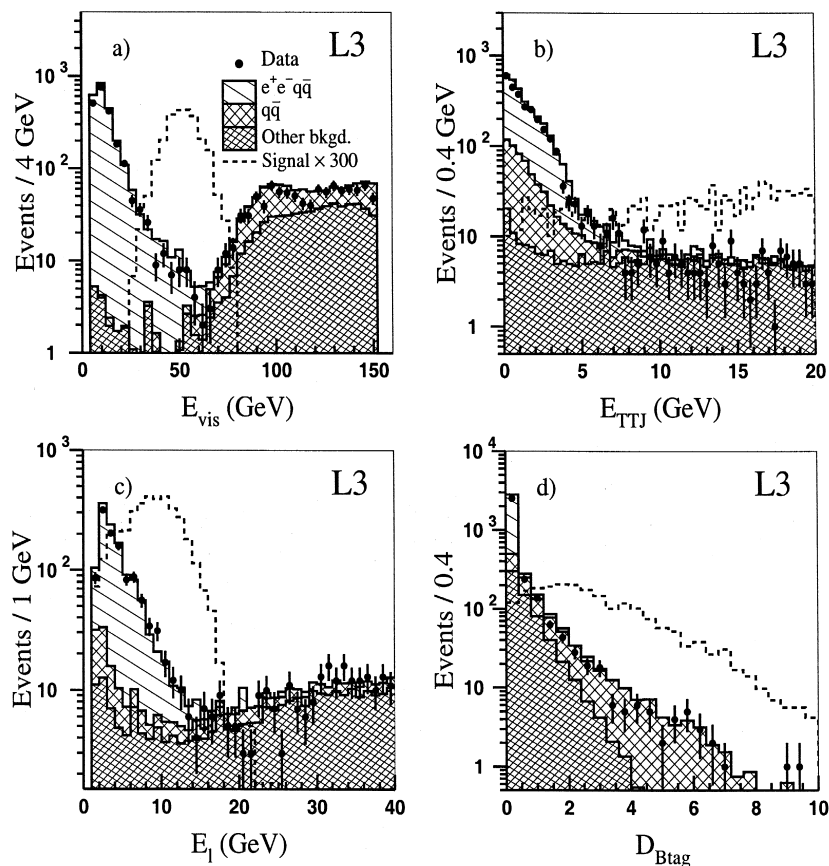 a)
L3
Data
e⁺e⁻qq̄
qq̄
Other bkgd.
Signal × 300
Events / 4 GeV
10³
10²
10
1
0 50 100 150
E_vis (GeV)
b)
L3
Events / 0.4 GeV
10³
10²
10
1
0 5 10 15 20
E_TTJ (GeV)
c)
L3
Events / 1 GeV
10³
10²
10
0 10 20 30 40
E_l (GeV)
d)
L3
Events / 0.4
10⁴
10³
10²
10
1
0 2 4 6 8 10
D_Btag